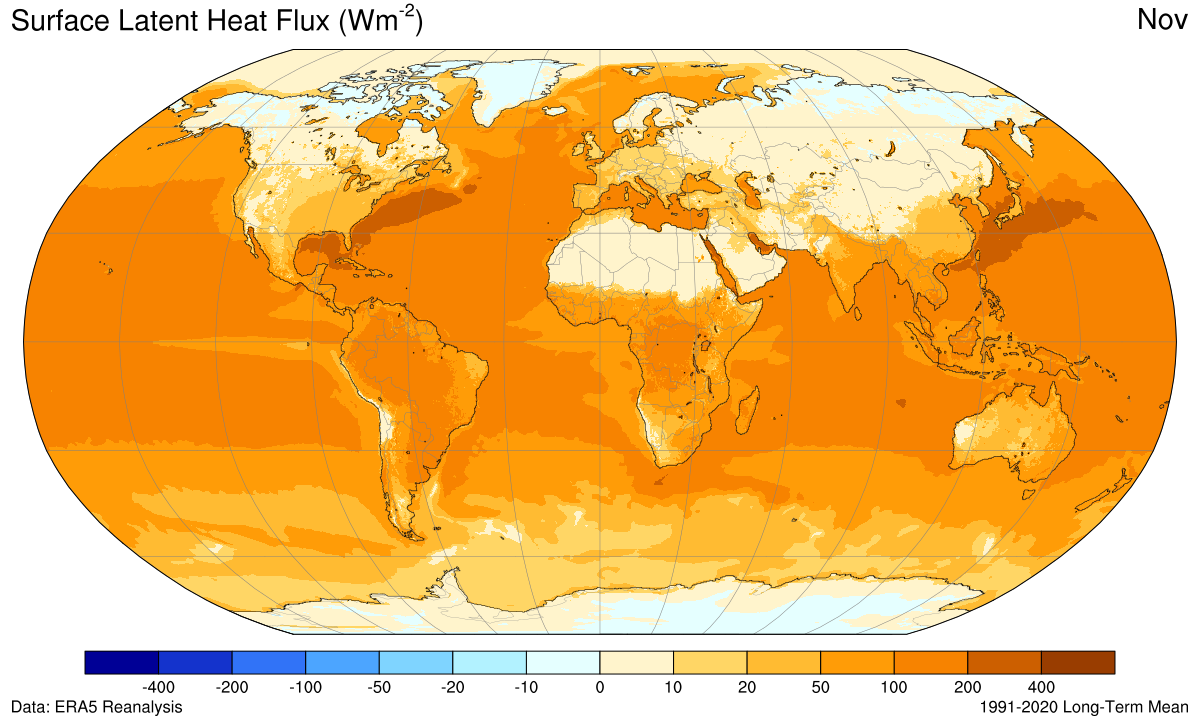 Surface Latent Heat Flux (Wm-2) Nov
-400 -200 -100 -50 -20 -10 0 10 20 50 100 200 400
Data: ERA5 Reanalysis 1991-2020 Long-Term Mean